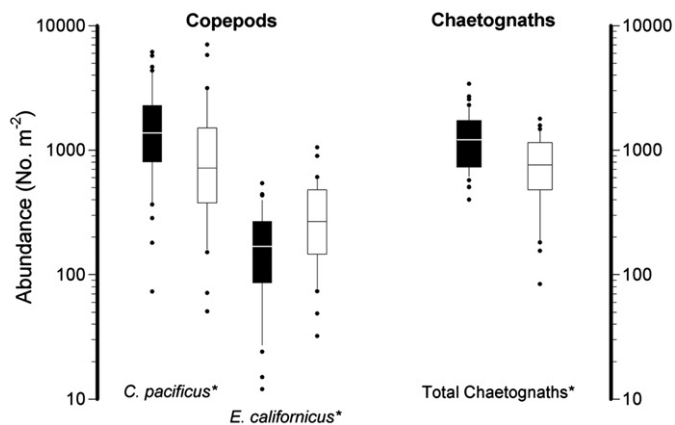 Copepods Chaetognaths
10000 10000
1000 1000
100 100
10 10
Abundance (No. m-2)
C. pacificus* Total Chaetognaths*
E. californicus*